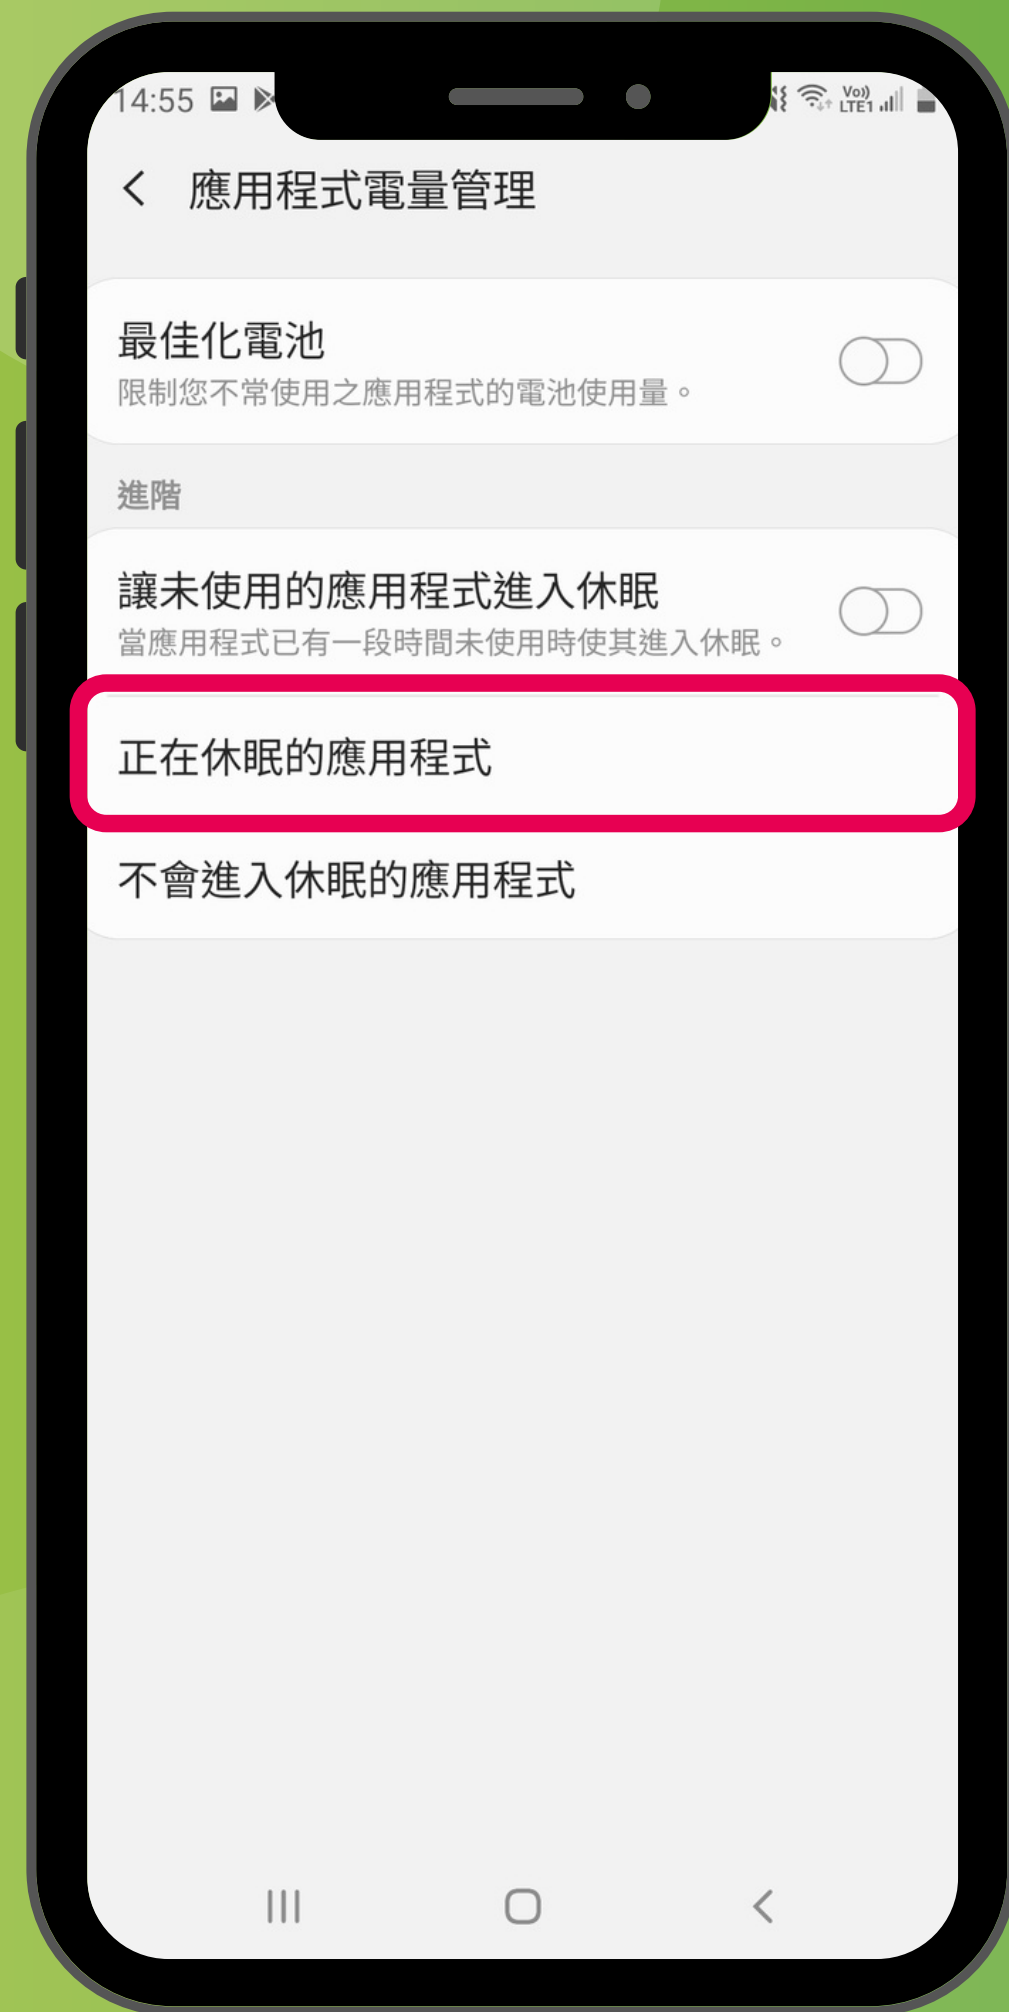 14:55
Vo))
LTE1
應用程式電量管理
最佳化電池
限制您不常使用之應用程式的電池使用量。
進階
讓未使用的應用程式進入休眠
當應用程式已有一段時間未使用時使其進入休眠。
正在休眠的應用程式
不會進入休眠的應用程式